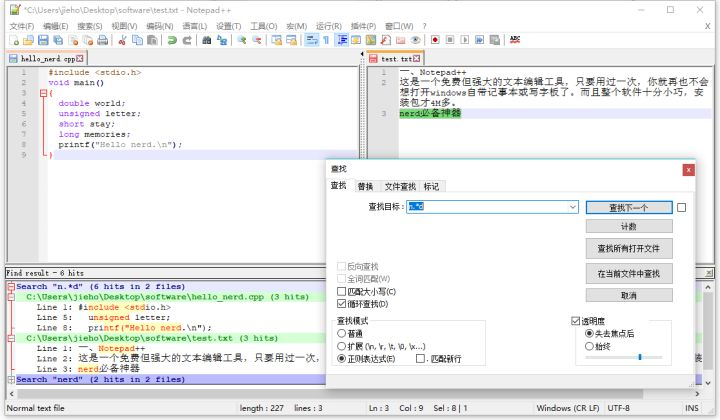 *C:\Users\jieho\Desktop\software\test.txt - Notepad++
文件(F) 编辑(E) 搜索(S) 视图(V) 编码(N) 语言(L) 设置(T) 工具(O) 宏(M) 运行(R) 插件(P) 窗口(W) ? X
hello_nerd.cpp
1 #include <stdio.h>
2 void main()
3 {
4 double world;
5 unsigned letter;
6 short stay;
7 long memories;
8 printf("Hello nerd.\n");
9 }
test.txt
1 一、Notepad++
2 这是一个免费但强大的文本编辑工具，只要用过一次，你就再也不会
想打开windows自带记事本或写字板了。而且整个软件十分小巧，安
装包才4M多。
3 nerd必备神器
查找
查找 替换 文件查找 标记
查找目标： n.*d
查找下一个
计数
查找所有打开文件
在当前文件中查找
取消
反向查找
全词匹配(W)
匹配大小写(C)
循环查找(D)
查找模式
普通
扩展 (\n, \r, \t, \0, \x...)
正则表达式(E) . 匹配新行
透明度
失去焦点后
始终
Find result - 6 hits
Search "n.*d" (6 hits in 2 files)
C:\Users\jieho\Desktop\software\hello_nerd.cpp (3 hits)
Line 1: #include <stdio.h>
Line 5: unsigned letter;
Line 8: printf("Hello nerd.\n");
C:\Users\jieho\Desktop\software\test.txt (3 hits)
Line 1: 一、Notepad++
Line 2: 这是一个免费但强大的文本编辑工具，只要用过一次，
Line 3: nerd必备神器
Search "nerd" (2 hits in 2 files)
Normal text file length : 227 lines : 3 Ln : 3 Col : 9 Sel : 8 | 1 Windows (CR LF) UTF-8 INS